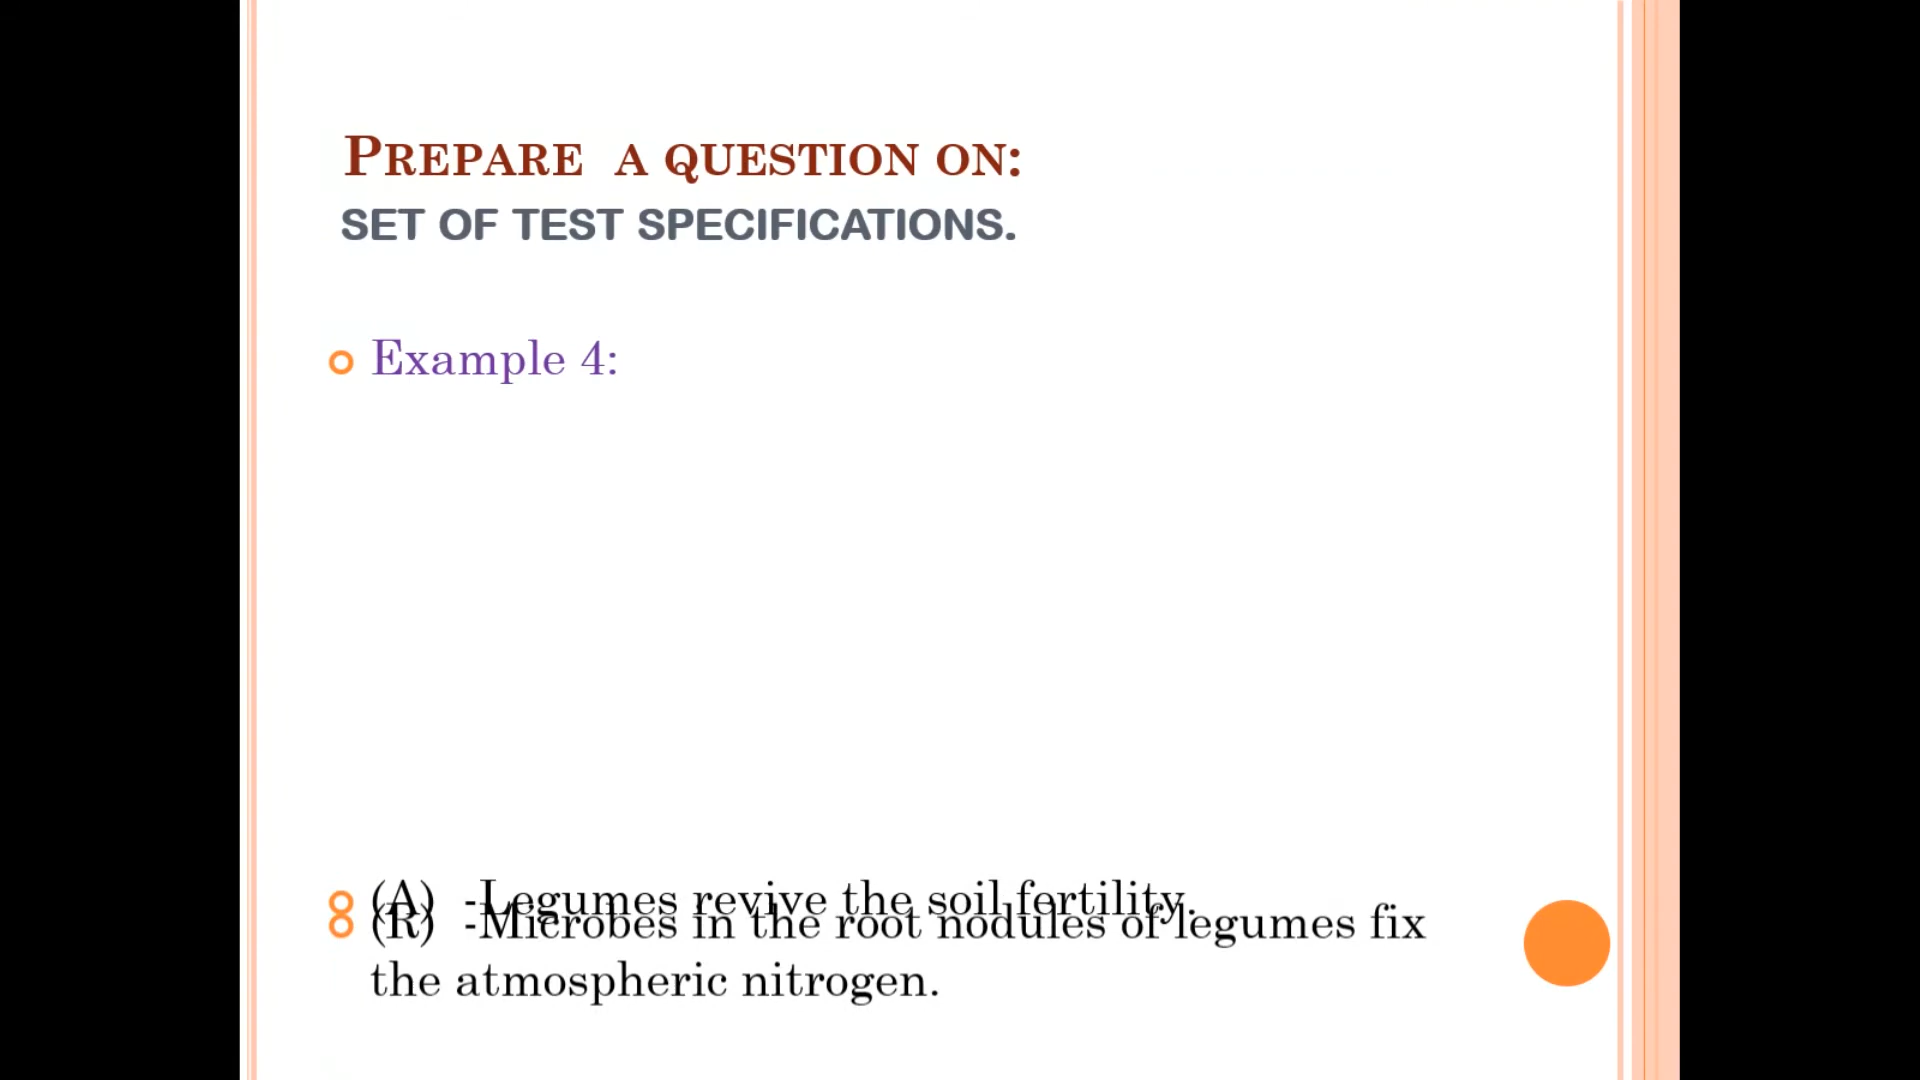 PREPARE A QUESTION ON:
SET OF TEST SPECIFICATIONS.
Example 4:
(A) -Legumes revive the soil fertility.
(R) -Microbes in the root nodules of legumes fix
the atmospheric nitrogen.